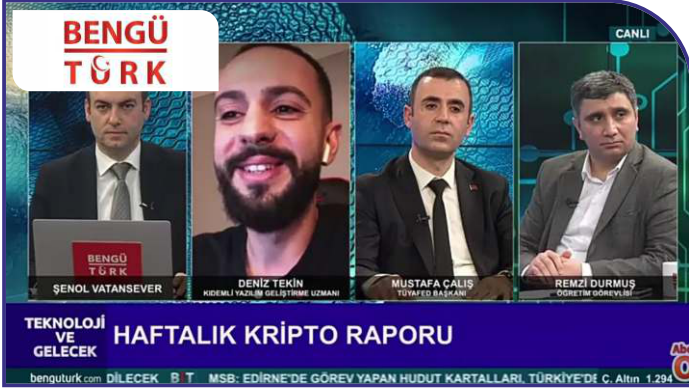 BENGÜ
TÜRK
CANLI
BENGÜ
TÜRK
ŞENOL VATANSEVER
DENİZ TEKİN
KIDEMLİ YAZILIM GELİŞTİRME UZMANI
MUSTAFA ÇALIŞ
TÜYAFED BAŞKANI
REMZİ DURMUŞ
ÖĞRETİM GÖREVLİSİ
TEKNOLOJİ
VE
GELECEK
HAFTALIK KRİPTO RAPORU
benguturk.com DİLECEK MSB: EDİRNE'DE GÖREV YAPAN HUDUT KARTALLARI, TÜRKİYE'DE Ç. Altın 1.294